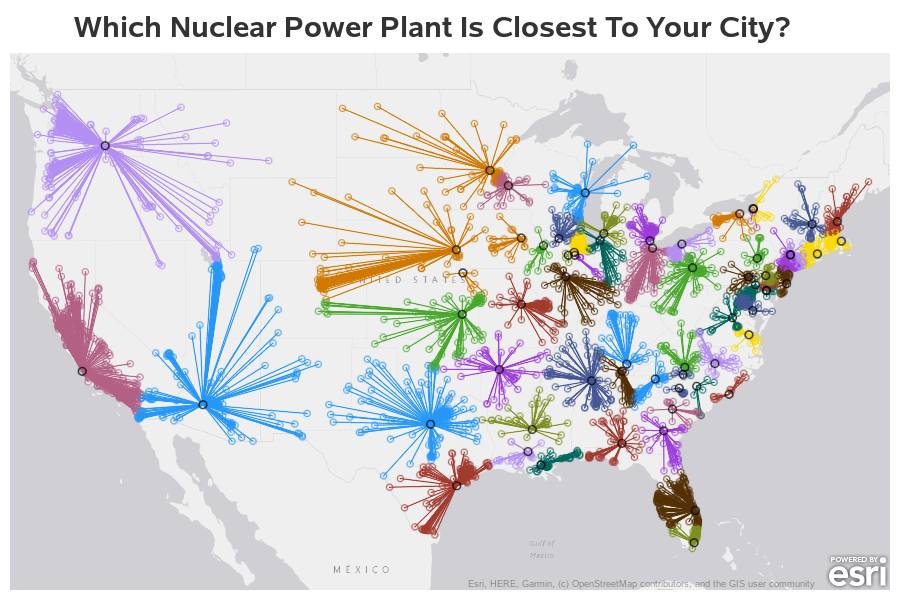 Which Nuclear Power Plant Is Closest To Your City?
UNITED STATES
Gulf of
Mexico
MÉXICO
POWERED BY
esri
Esri, HERE, Garmin, (c) OpenStreetMap contributors, and the GIS user community